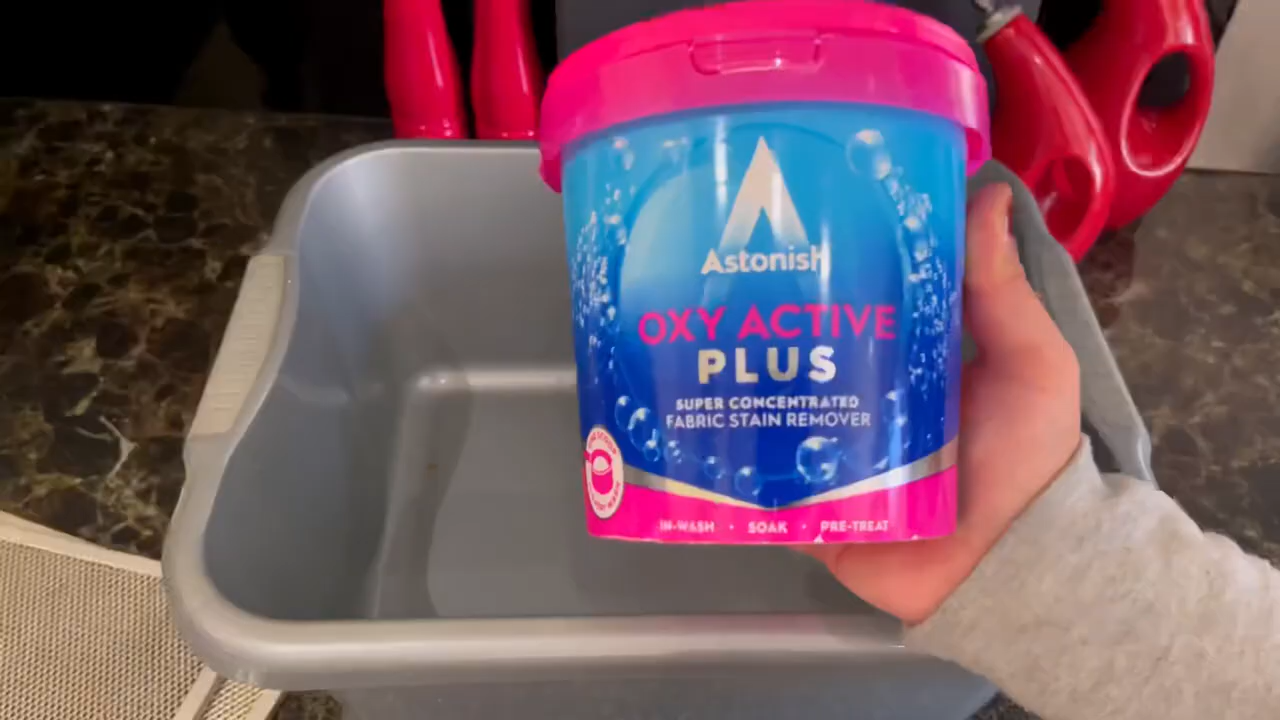 Astonish
OXY ACTIVE
PLUS
SUPER CONCENTRATED
FABRIC STAIN REMOVER
IN-WASH • SOAK • PRE-TREAT